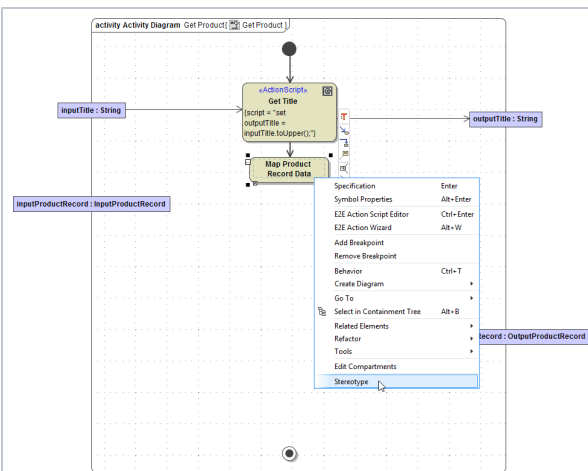 activity Activity Diagram Get Product [ Get Product ]
«ActionScript»
Get Title
{script = "set
outputTitle =
inputTitle.toUpper();"}
inputTitle : String
outputTitle : String
Map Product
Record Data
inputProductRecord : InputProductRecord
Specification Enter
Symbol Properties Alt+Enter
E2E Action Script Editor Ctrl+Enter
E2E Action Wizard Alt+W
Add Breakpoint
Remove Breakpoint
Behavior Ctrl+T
Create Diagram
Go To
Select in Containment Tree Alt+B
Related Elements
Record : OutputProductRecord
Refactor
Tools
Edit Compartments
Stereotype